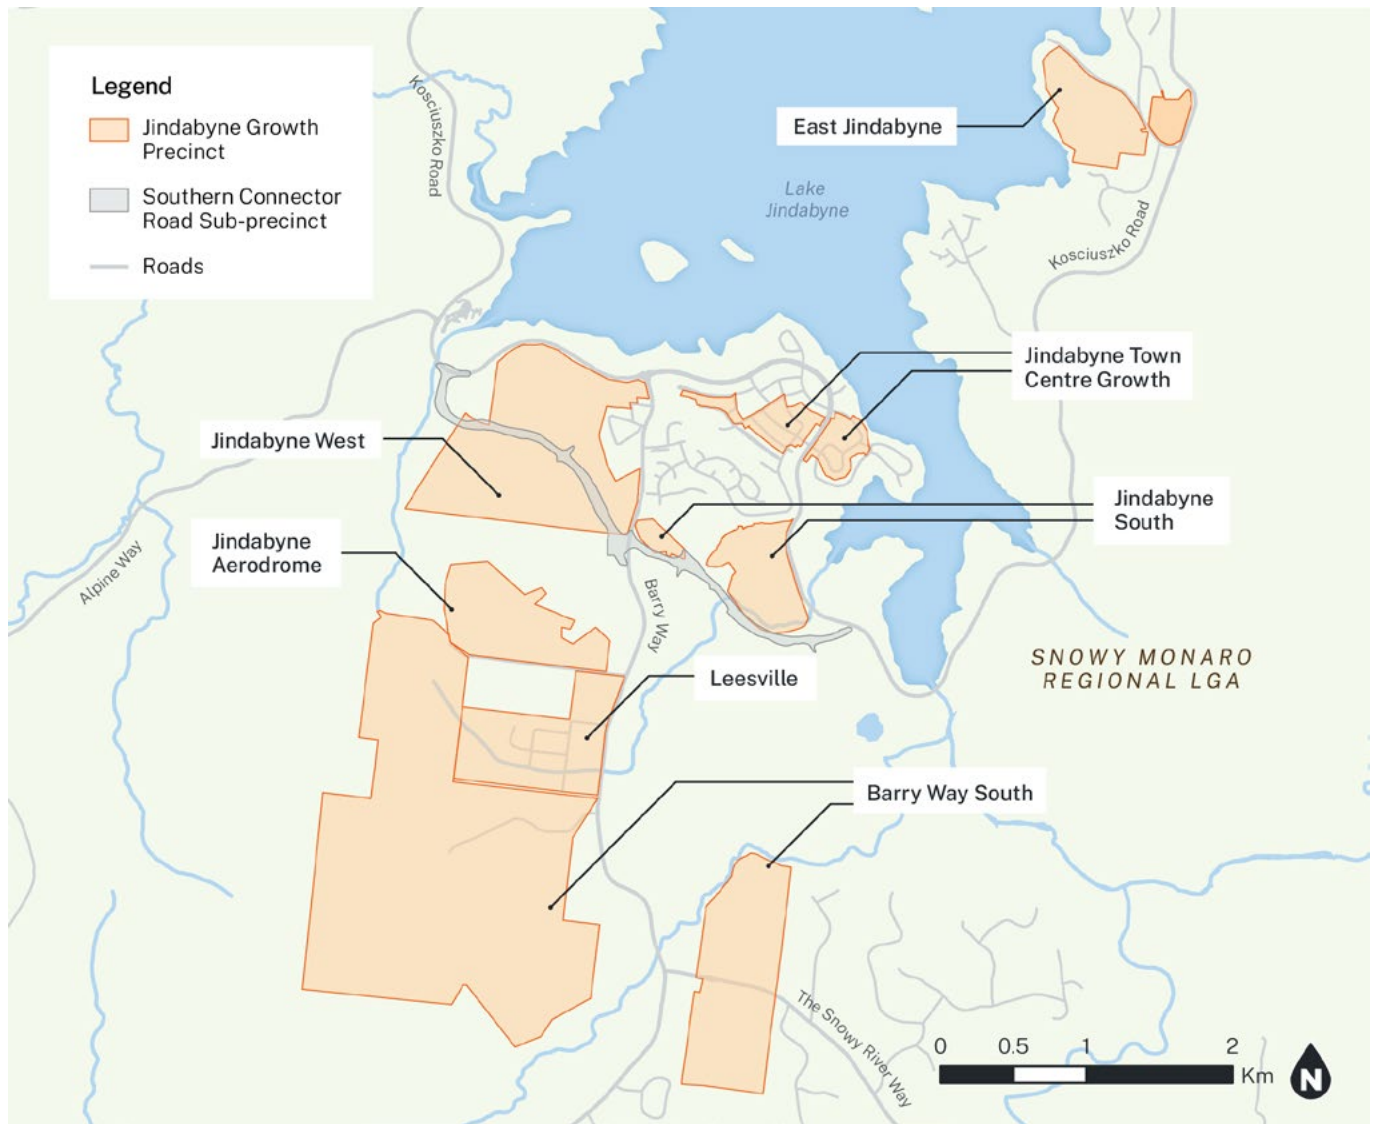 Legend
Jindabyne Growth
Precinct
Southern Connector
Road Sub-precinct
Roads
Kosciuszko Road
East Jindabyne
Lake
Jindabyne
Kosciuszko Road
Jindabyne Town
Centre Growth
Jindabyne West
Jindabyne
South
Jindabyne
Aerodrome
Alpine Way
Barry Way
Leesville
SNOWY MONARO
REGIONAL LGA
Barry Way South
The Snowy River Way
0 0.5 1 2
Km
N